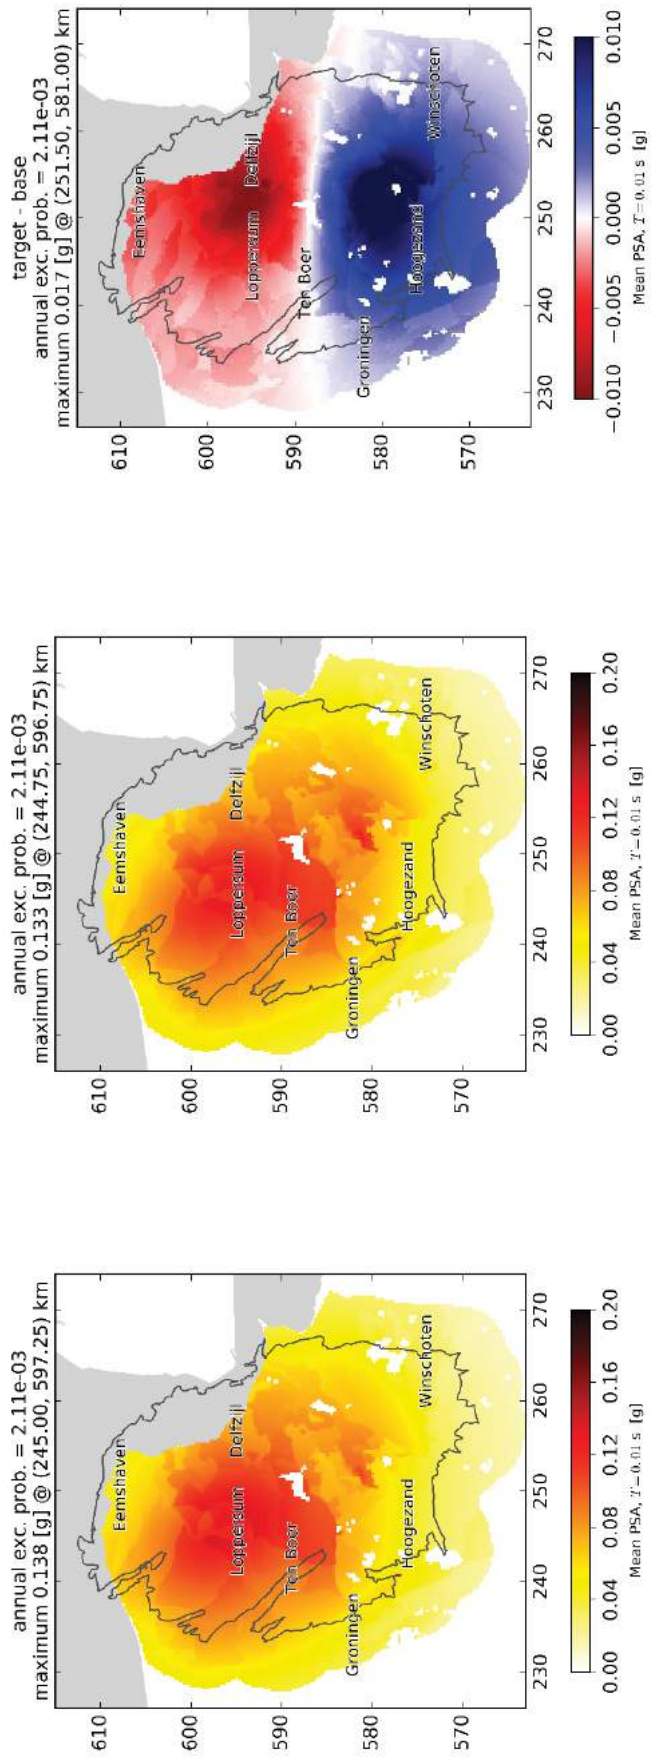 annual exc. prob. = 2.11e-03
maximum 0.138 [g] @ (245.00, 597.25) km
610
600
590
580
570
Eemshaven
Delfzijl
Loppersum
Ten Boer
Groningen
Hoogezand
Winschoten
230
240
250
260
270
0.00
0.04
0.08
0.12
0.16
0.20
Mean PSA, T=0.01 s [g]
annual exc. prob. = 2.11e-03
maximum 0.133 [g] @ (244.75, 596.75) km
610
600
590
580
570
Eemshaven
Delfzijl
Loppersum
Ten Boer
Groningen
Hoogezand
Winschoten
230
240
250
260
270
0.00
0.04
0.08
0.12
0.16
0.20
Mean PSA, T=0.01 s [g]
target - base
annual exc. prob. = 2.11e-03
maximum 0.017 [g] @ (251.50, 581.00) km
610
600
590
580
570
Eemshaven
Delfzijl
Loppersum
Ten Boer
Groningen
Hoogezand
Winschoten
230
240
250
260
270
−0.010
−0.005
0.000
0.005
0.010
Mean PSA, T=0.01 s [g]